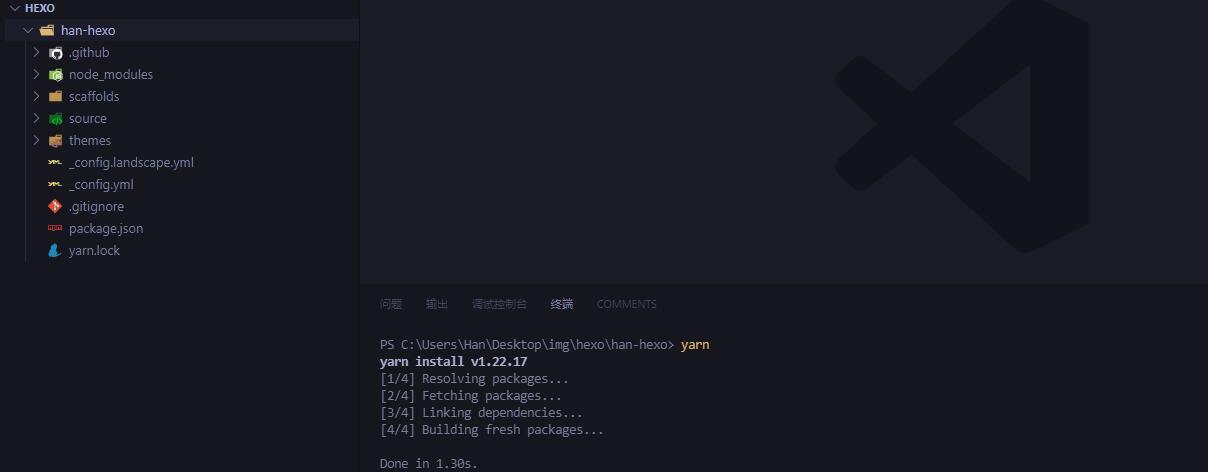 HEXO
han-hexo
.github
node_modules
scaffolds
source
themes
_config.landscape.yml
_config.yml
.gitignore
package.json
yarn.lock
问题 输出 调试控制台 终端 COMMENTS
PS C:\Users\Han\Desktop\img\hexo\han-hexo> yarn
yarn install v1.22.17
[1/4] Resolving packages...
[2/4] Fetching packages...
[3/4] Linking dependencies...
[4/4] Building fresh packages...
Done in 1.30s.